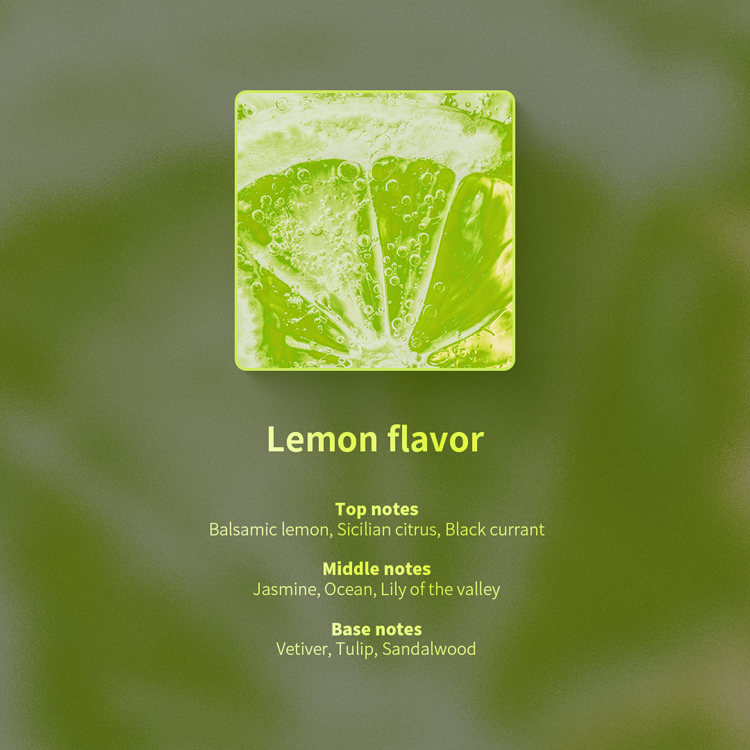 Lemon flavor
Top notes
Balsamic lemon, Sicilian citrus, Black currant
Middle notes
Jasmine, Ocean, Lily of the valley
Base notes
Vetiver, Tulip, Sandalwood